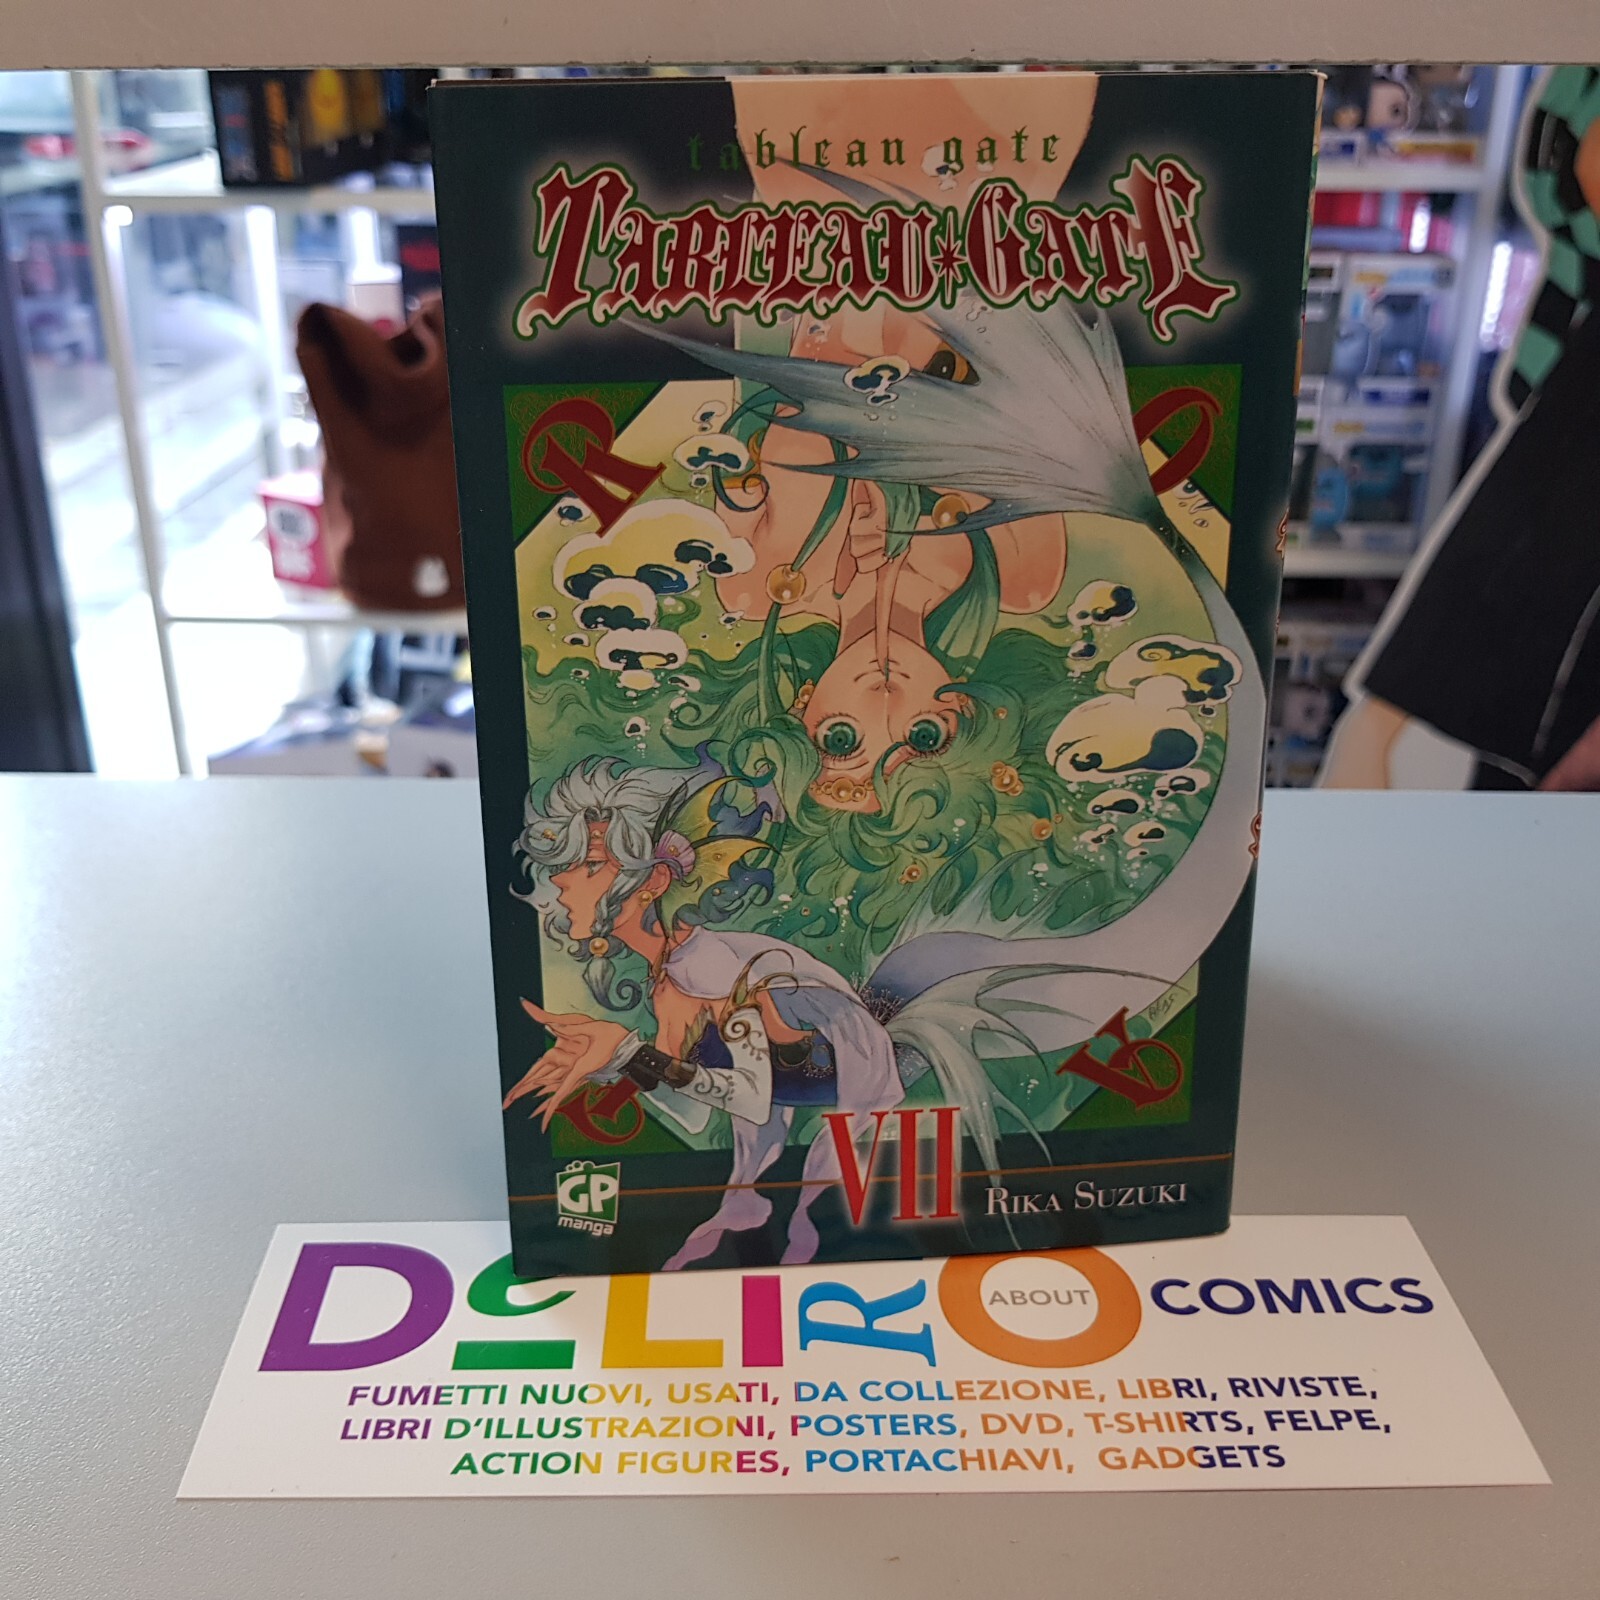 tablean gate
TABLEAU*GATE
R
O
G
A
VII
RIKA SUZUKI
GP
manga
DeLIRO ABOUT COMICS
FUMETTI NUOVI, USATI, DA COLLEZIONE, LIBRI, RIVISTE,
LIBRI D'ILLUSTRAZIONI, POSTERS, DVD, T-SHIRTS, FELPE,
ACTION FIGURES, PORTACHIAVI, GADGETS